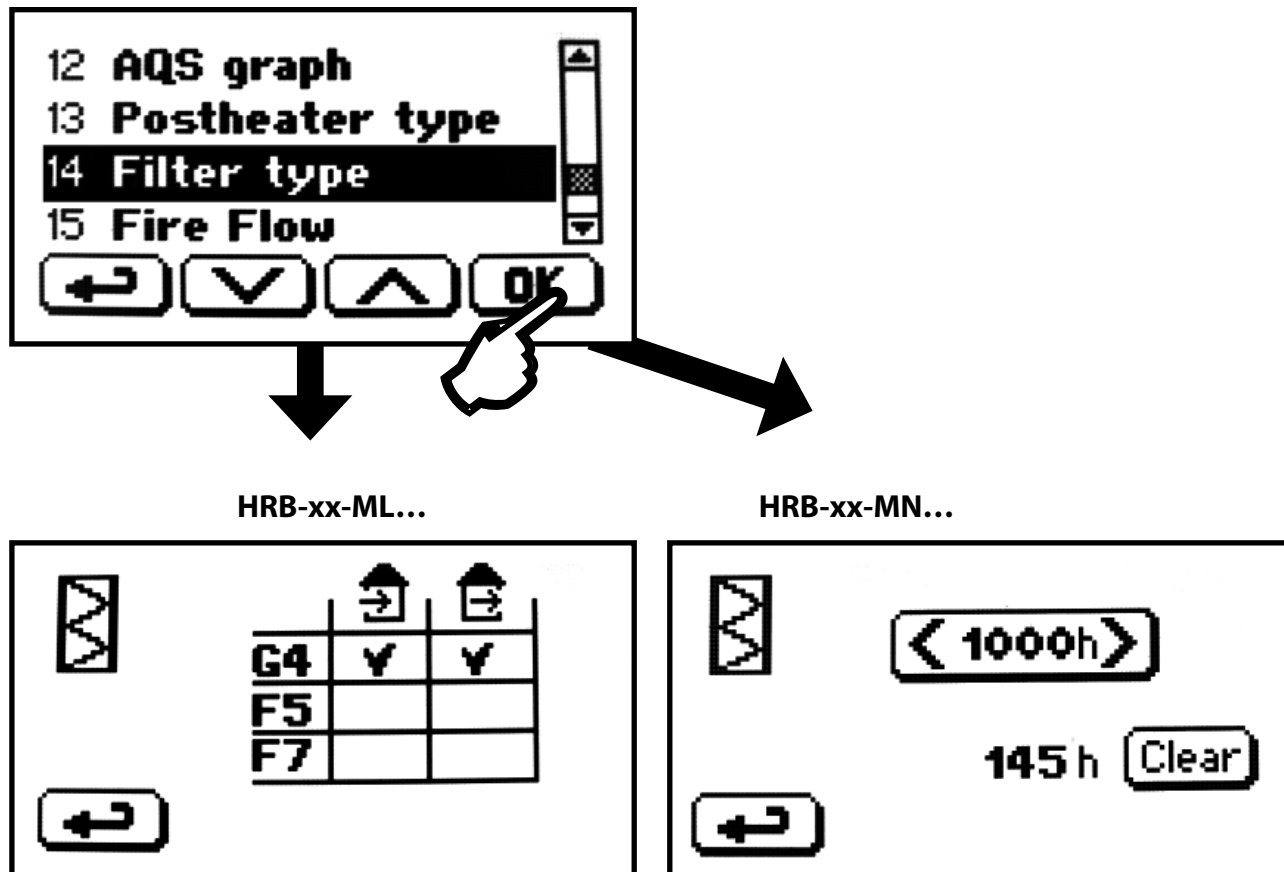 12 AQS graph
13 Postheater type
14 Filter type
15 Fire Flow
OK
HRB-xx-ML...
HRB-xx-MN...
G4
F5
F7
1000h
145 h Clear